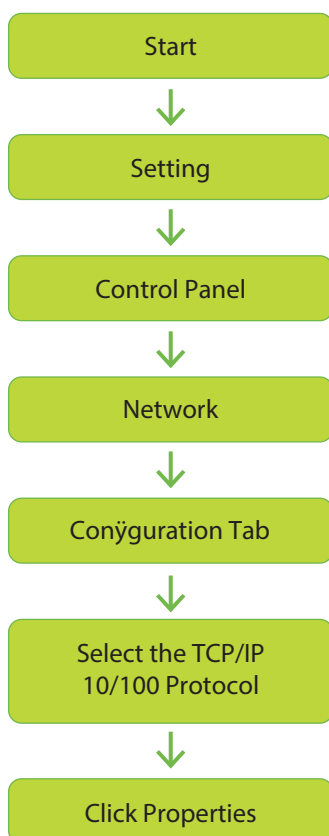 Start
Setting
Control Panel
Network
Conÿguration Tab
Select the TCP/IP
10/100 Protocol
Click Properties